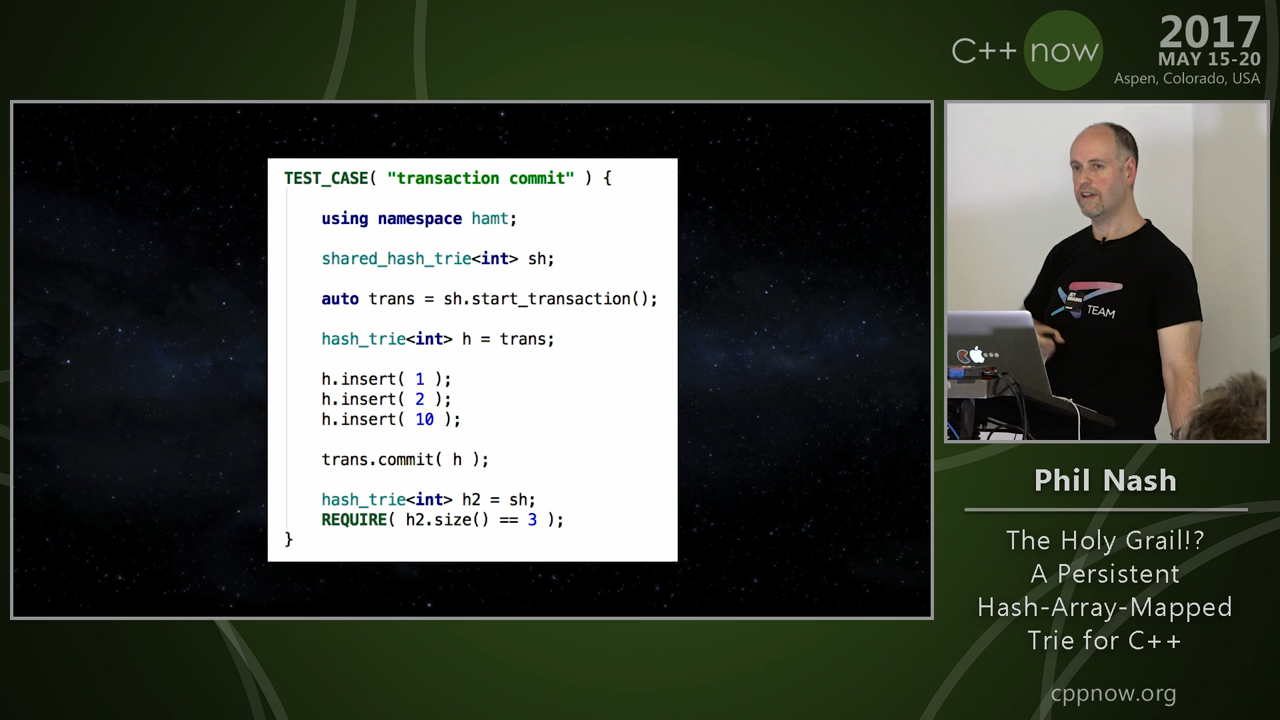 C++ now
2017
MAY 15-20
Aspen, Colorado, USA
TEST_CASE( "transaction commit" ) {
using namespace hamt;
shared_hash_trie<int> sh;
auto trans = sh.start_transaction();
hash_trie<int> h = trans;
h.insert( 1 );
h.insert( 2 );
h.insert( 10 );
trans.commit( h );
hash_trie<int> h2 = sh;
REQUIRE( h2.size() == 3 );
}
TEAM
Phil Nash
The Holy Grail!?
A Persistent
Hash-Array-Mapped
Trie for C++
cppnow.org